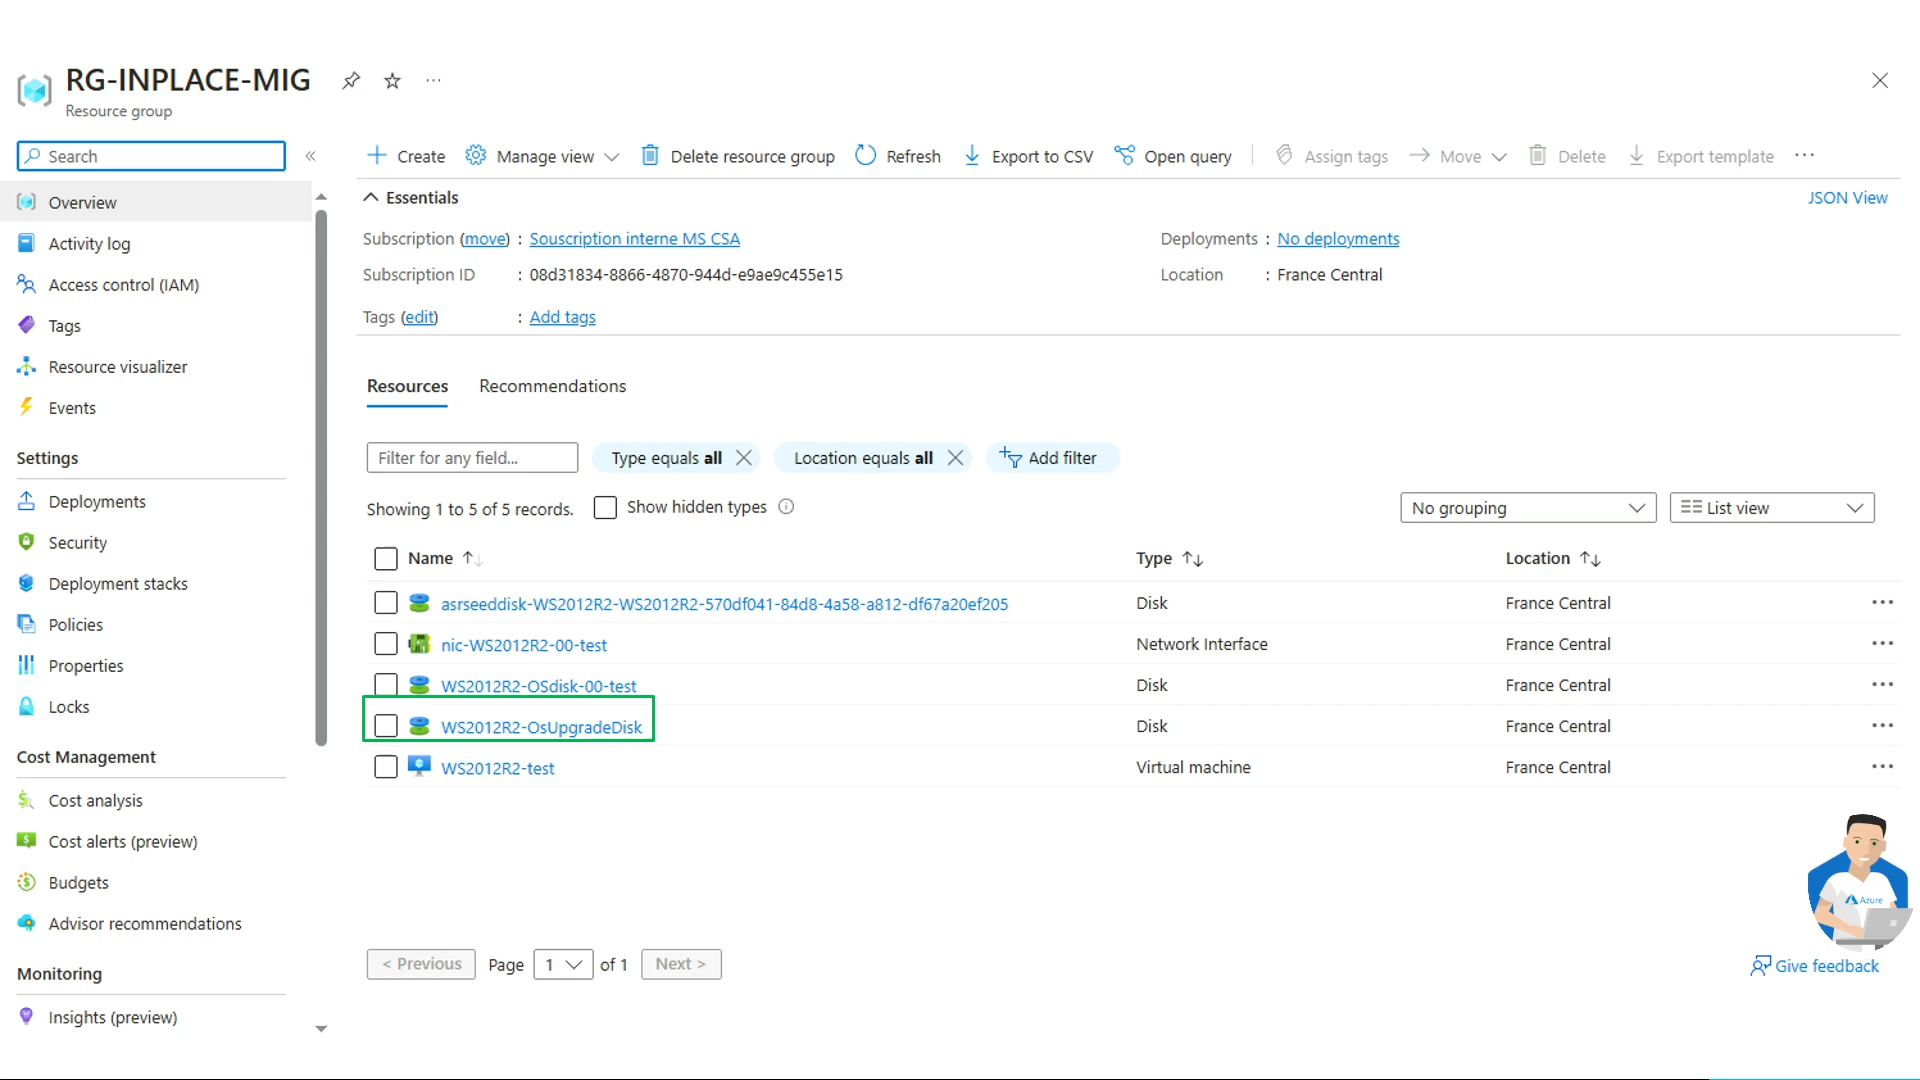 RG-INPLACE-MIG
Resource group
Search
Create Manage view Delete resource group Refresh Export to CSV Open query Assign tags Move Delete Export template
Overview
Activity log
Access control (IAM)
Tags
Resource visualizer
Events
Settings
Deployments
Security
Deployment stacks
Policies
Properties
Locks
Cost Management
Cost analysis
Cost alerts (preview)
Budgets
Advisor recommendations
Monitoring
Insights (preview)
Essentials JSON View
Subscription (move) : Souscription interne MS CSA Deployments : No deployments
Subscription ID : 08d31834-8866-4870-944d-e9ae9c455e15 Location : France Central
Tags (edit) : Add tags
Resources Recommendations
Filter for any field... Type equals all Location equals all Add filter
Showing 1 to 5 of 5 records. Show hidden types No grouping List view
Name Type Location
asrseeddisk-WS2012R2-WS2012R2-570df041-84d8-4a58-a812-df67a20ef205 Disk France Central
nic-WS2012R2-00-test Network Interface France Central
WS2012R2-OSdisk-00-test Disk France Central
WS2012R2-OsUpgradeDisk Disk France Central
WS2012R2-test Virtual machine France Central
Azure
< Previous Page 1 of 1 Next >
Give feedback